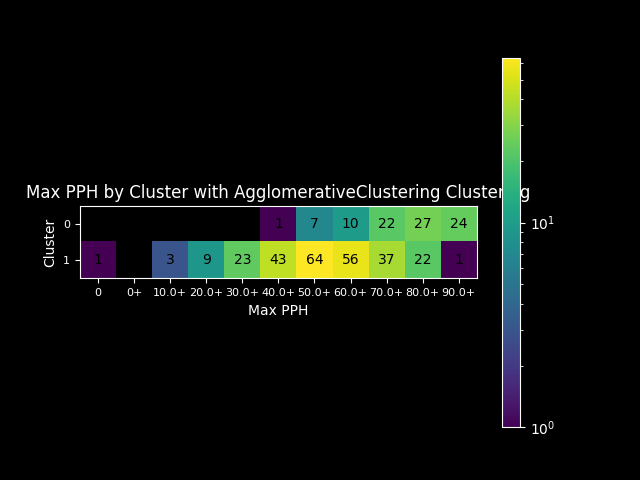 Max PPH by Cluster with AgglomerativeClustering Clustering
Cluster
0 1 7 10 22 27 24
1 1 3 9 23 43 64 56 37 22 1
0 0+ 10.0+ 20.0+ 30.0+ 40.0+ 50.0+ 60.0+ 70.0+ 80.0+ 90.0+
Max PPH
10¹
10⁰